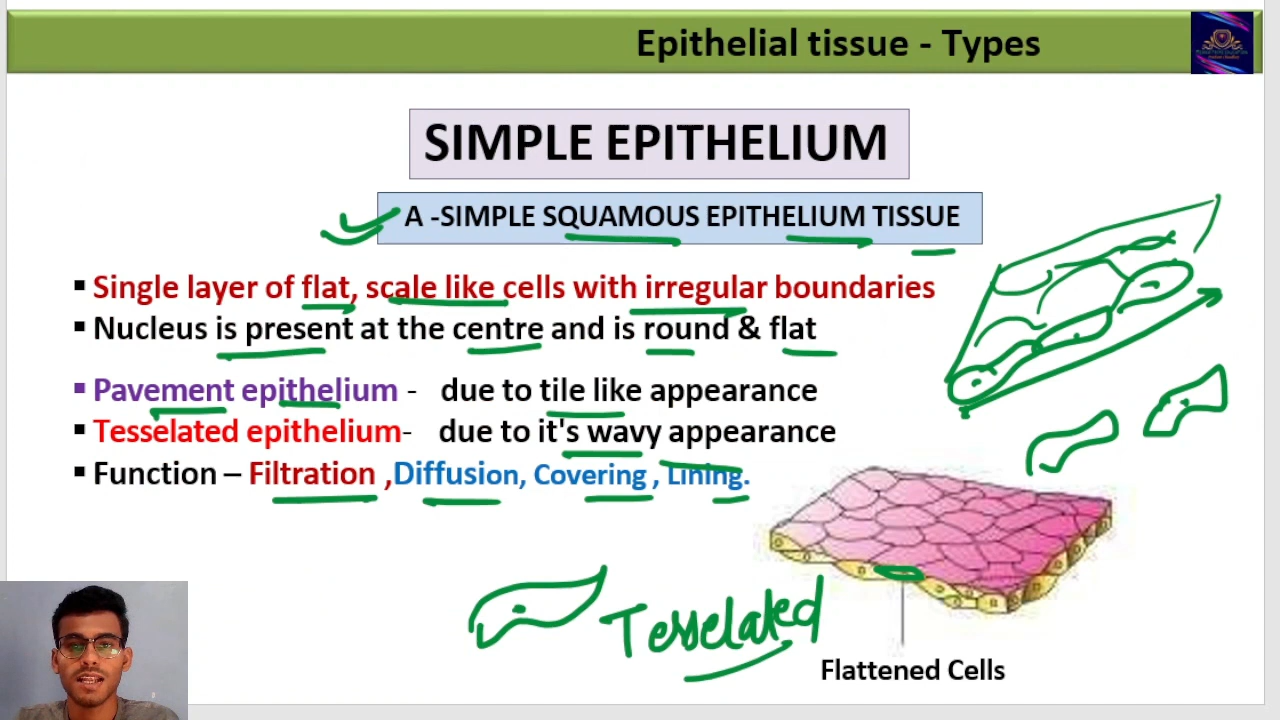 Epithelial tissue - Types
SIMPLE EPITHELIUM
A -SIMPLE SQUAMOUS EPITHELIUM TISSUE
▪ Single layer of flat, scale like cells with irregular boundaries
▪ Nucleus is present at the centre and is round & flat
▪ Pavement epithelium - due to tile like appearance
▪ Tesselated epithelium- due to it's wavy appearance
▪ Function – Filtration ,Diffusion, Covering , Lining.
Tesselated
Flattened Cells